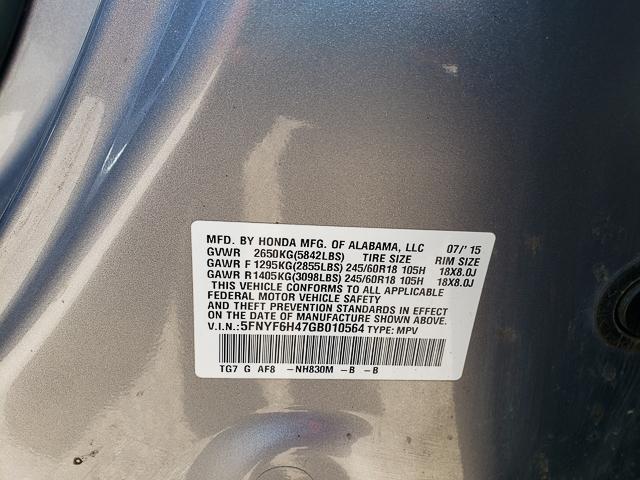 MFD. BY HONDA MFG. OF ALABAMA, LLC 07/'15
GVWR 2650KG(5842LBS) TIRE SIZE RIM SIZE
GAWR F 1295KG(2855LBS) 245/60R18 105H 18X8.0J
GAWR R1405KG(3098LBS) 245/60R18 105H 18X8.0J
THIS VEHICLE CONFORMS TO ALL APPLICABLE
FEDERAL MOTOR VEHICLE SAFETY
AND THEFT PREVENTION STANDARDS IN EFFECT
ON THE DATE OF MANUFACTURE SHOWN ABOVE.
V.I.N.:5FNYF6H47GB010564 TYPE: MPV
TG7 G AF8 -NH830M -B -B